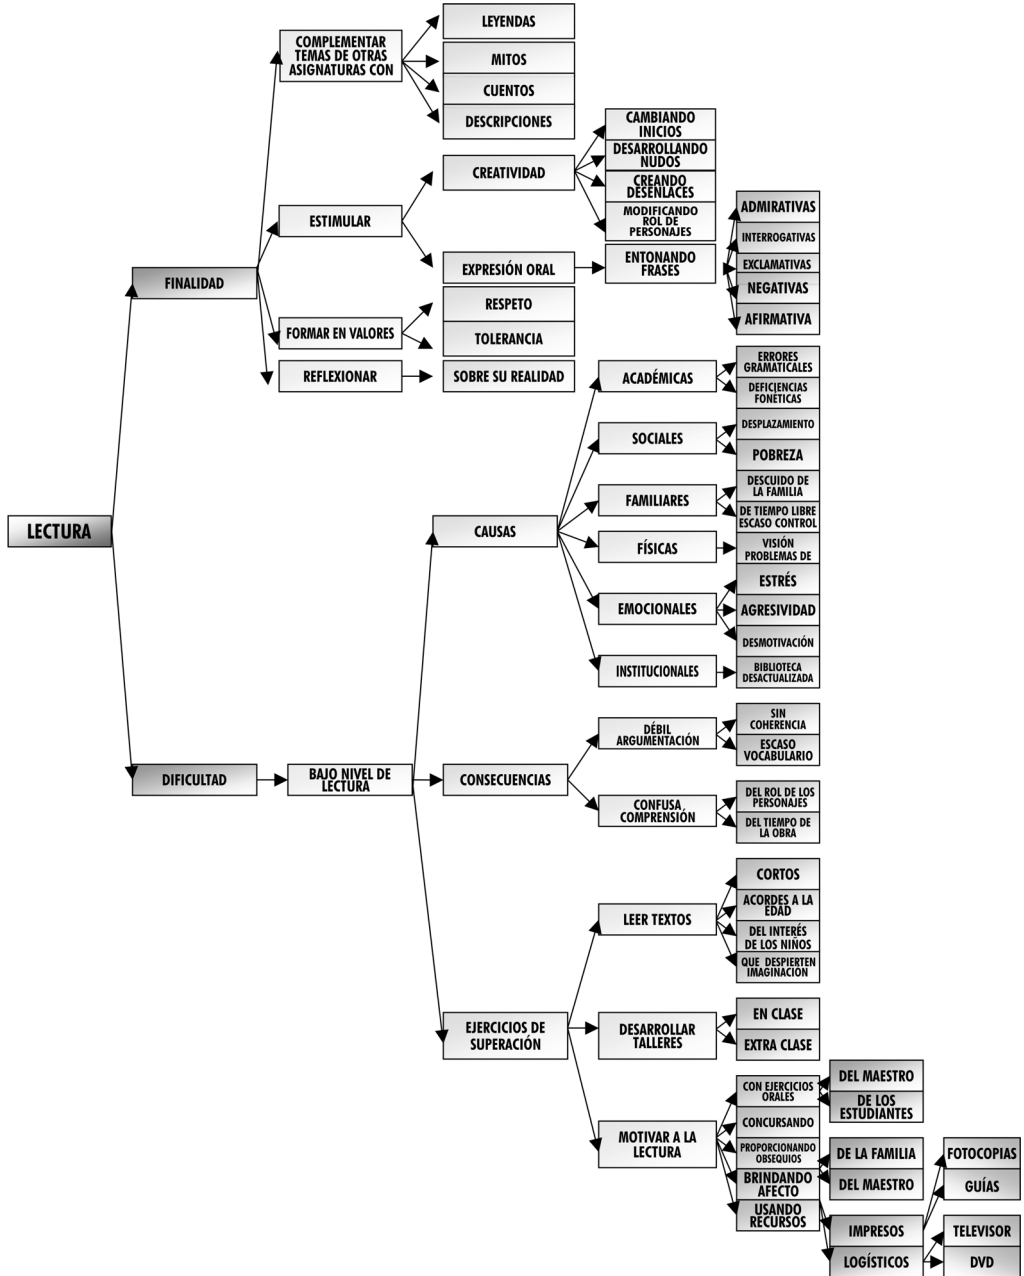 LEYENDAS
COMPLEMENTAR
TEMAS DE OTRAS
ASIGNATURAS CON
MITOS
CUENTOS
DESCRIPCIONES
CAMBIANDO
INICIOS
DESARROLLANDO
NUDOS
CREATIVIDAD
CREANDO
DESENLACES
MODIFICANDO
ROL DE
PERSONAJES
ESTIMULAR
ADMIRATIVAS
INTERROGATIVAS
EXPRESIÓN ORAL
ENTONANDO
FRASES
EXCLAMATIVAS
NEGATIVAS
AFIRMATIVA
FINALIDAD
RESPETO
FORMAR EN VALORES
TOLERANCIA
REFLEXIONAR
SOBRE SU REALIDAD
ACADÉMICAS
ERRORES
GRAMATICALES
DEFICIENCIAS
FONÉTICAS
SOCIALES
DESPLAZAMIENTO
POBREZA
FAMILIARES
DESCUIDO DE
LA FAMILIA
DE TIEMPO LIBRE
ESCASO CONTROL
LECTURA
CAUSAS
FÍSICAS
VISIÓN
PROBLEMAS DE
EMOCIONALES
ESTRÉS
AGRESIVIDAD
DESMOTIVACIÓN
INSTITUCIONALES
BIBLIOTECA
DESACTUALIZADA
DÉBIL
ARGUMENTACIÓN
SIN
COHERENCIA
ESCASO
VOCABULARIO
DIFICULTAD
BAJO NIVEL DE
LECTURA
CONSECUENCIAS
CONFUSA
COMPRENSIÓN
DEL ROL DE LOS
PERSONAJES
DEL TIEMPO DE
LA OBRA
LEER TEXTOS
CORTOS
ACORDES A LA
EDAD
DEL INTERÉS
DE LOS NIÑOS
QUE DESPIERTEN
IMAGINACIÓN
EJERCICIOS DE
SUPERACIÓN
DESARROLLAR
TALLERES
EN CLASE
EXTRA CLASE
MOTIVAR A LA
LECTURA
CON EJERCICIOS
ORALES
DEL MAESTRO
DE LOS
ESTUDIANTES
CONCURSANDO
PROPORCIONANDO
OBSEQUIOS
BRINDANDO
AFECTO
DE LA FAMILIA
DEL MAESTRO
USANDO
RECURSOS
IMPRESOS
FOTOCOPIAS
GUÍAS
LOGÍSTICOS
TELEVISOR
DVD